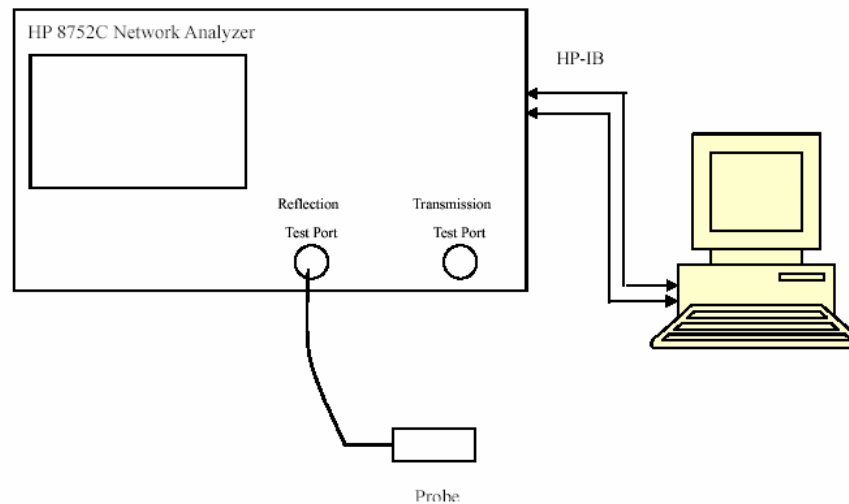 HP 8752C Network Analyzer
HP-IB
Reflection
Test Port
Transmission
Test Port
Probe